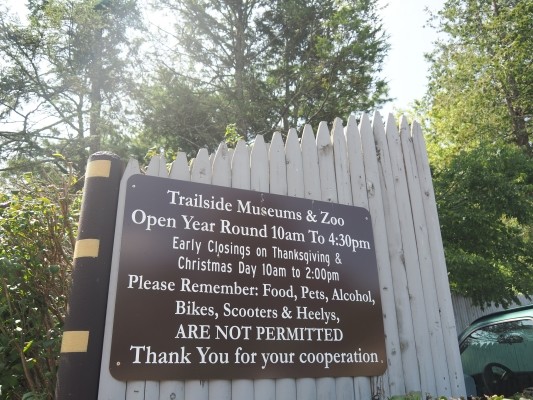 Trailside Museums & Zoo
Open Year Round 10am To 4:30pm
Early Closings on Thanksgiving &
Christmas Day 10am to 2:00pm
Please Remember: Food, Pets, Alcohol,
Bikes, Scooters & Heelys,
ARE NOT PERMITTED
Thank You for your cooperation